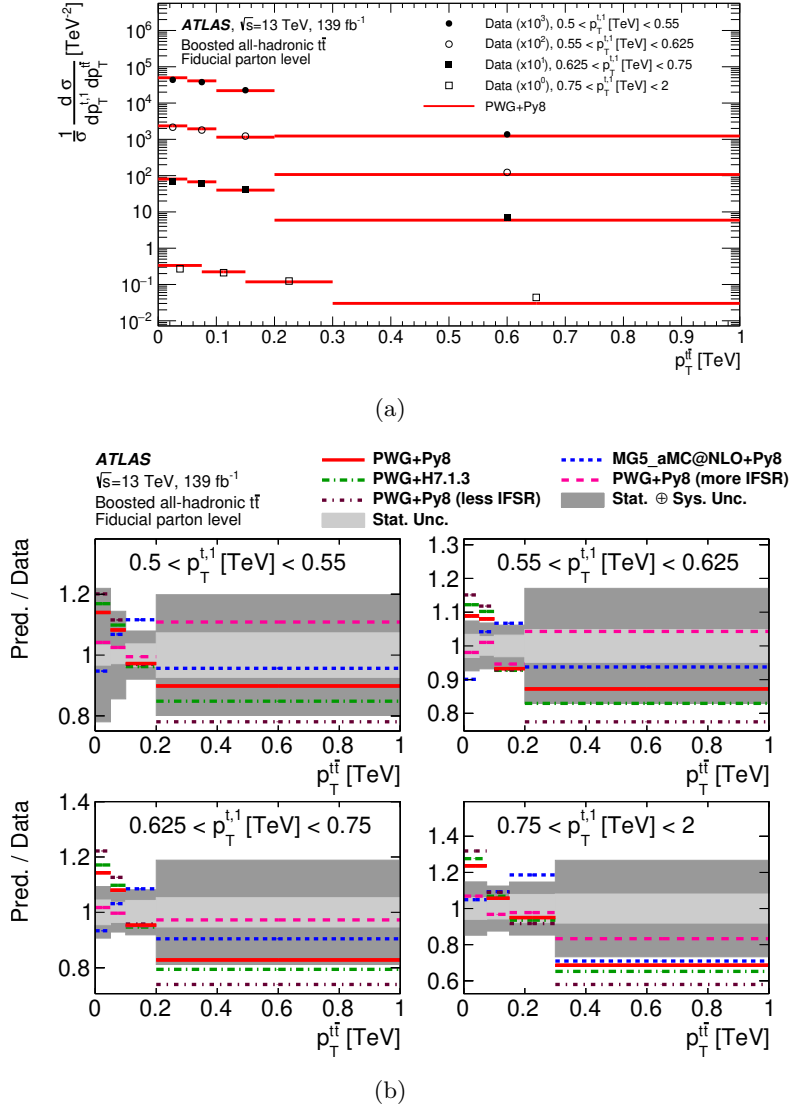 ATLAS, √s=13 TeV, 139 fb⁻¹
Boosted all-hadronic tt̄
Fiducial parton level
Data (x10³), 0.5 < p_T^{t,1} [TeV] < 0.55
Data (x10²), 0.55 < p_T^{t,1} [TeV] < 0.625
Data (x10¹), 0.625 < p_T^{t,1} [TeV] < 0.75
Data (x10⁰), 0.75 < p_T^{t,1} [TeV] < 2
PWG+Py8
1/σ d σ / dp_T^{t,1} dp_T^{tt̄} [TeV⁻²]
10⁶
10⁵
10⁴
10³
10²
10
1
10⁻¹
10⁻²
0 0.1 0.2 0.3 0.4 0.5 0.6 0.7 0.8 0.9 1
p_T^{tt̄} [TeV]
(a)
ATLAS
√s=13 TeV, 139 fb⁻¹
Boosted all-hadronic tt̄
Fiducial parton level
PWG+Py8
PWG+H7.1.3
PWG+Py8 (less IFSR)
Stat. Unc.
MG5_aMC@NLO+Py8
PWG+Py8 (more IFSR)
Stat. ⊕ Sys. Unc.
0.5 < p_T^{t,1} [TeV] < 0.55
Pred. / Data
1.2
1
0.8
0 0.2 0.4 0.6 0.8 1
p_T^{tt̄} [TeV]
0.55 < p_T^{t,1} [TeV] < 0.625
1.3
1.2
1.1
1
0.9
0.8
0 0.2 0.4 0.6 0.8 1
p_T^{tt̄} [TeV]
0.625 < p_T^{t,1} [TeV] < 0.75
Pred. / Data
1.4
1.2
1
0.8
0 0.2 0.4 0.6 0.8 1
p_T^{tt̄} [TeV]
0.75 < p_T^{t,1} [TeV] < 2
1.4
1.2
1
0.8
0.6
0 0.2 0.4 0.6 0.8 1
p_T^{tt̄} [TeV]
(b)